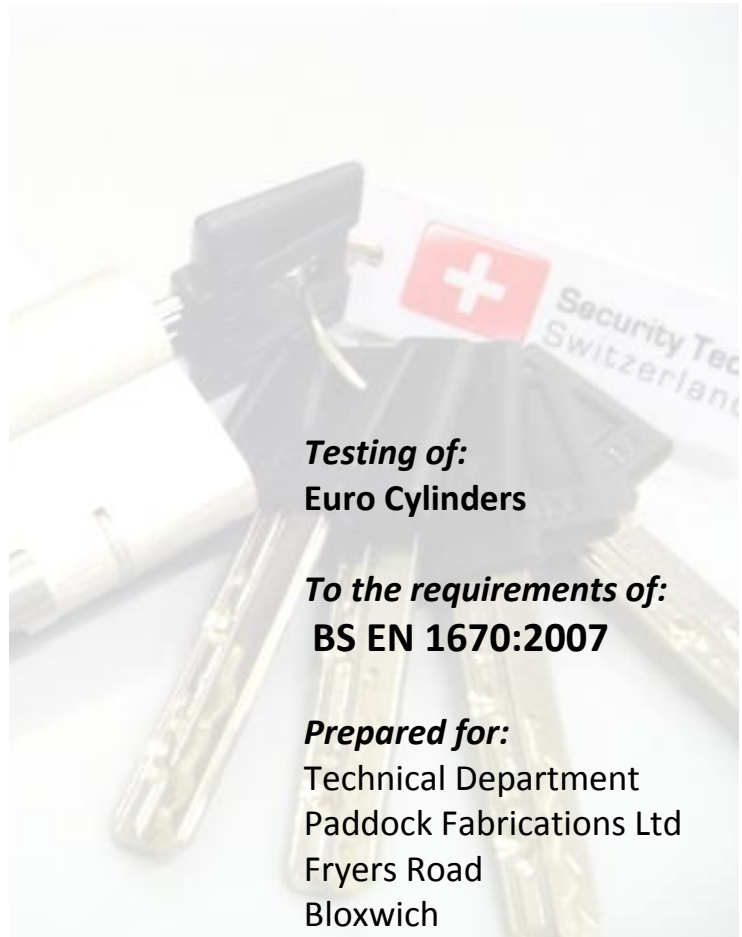 Security Tec
Switzerland
Testing of:
Euro Cylinders
To the requirements of:
BS EN 1670:2007
Prepared for:
Technical Department
Paddock Fabrications Ltd
Fryers Road
Bloxwich